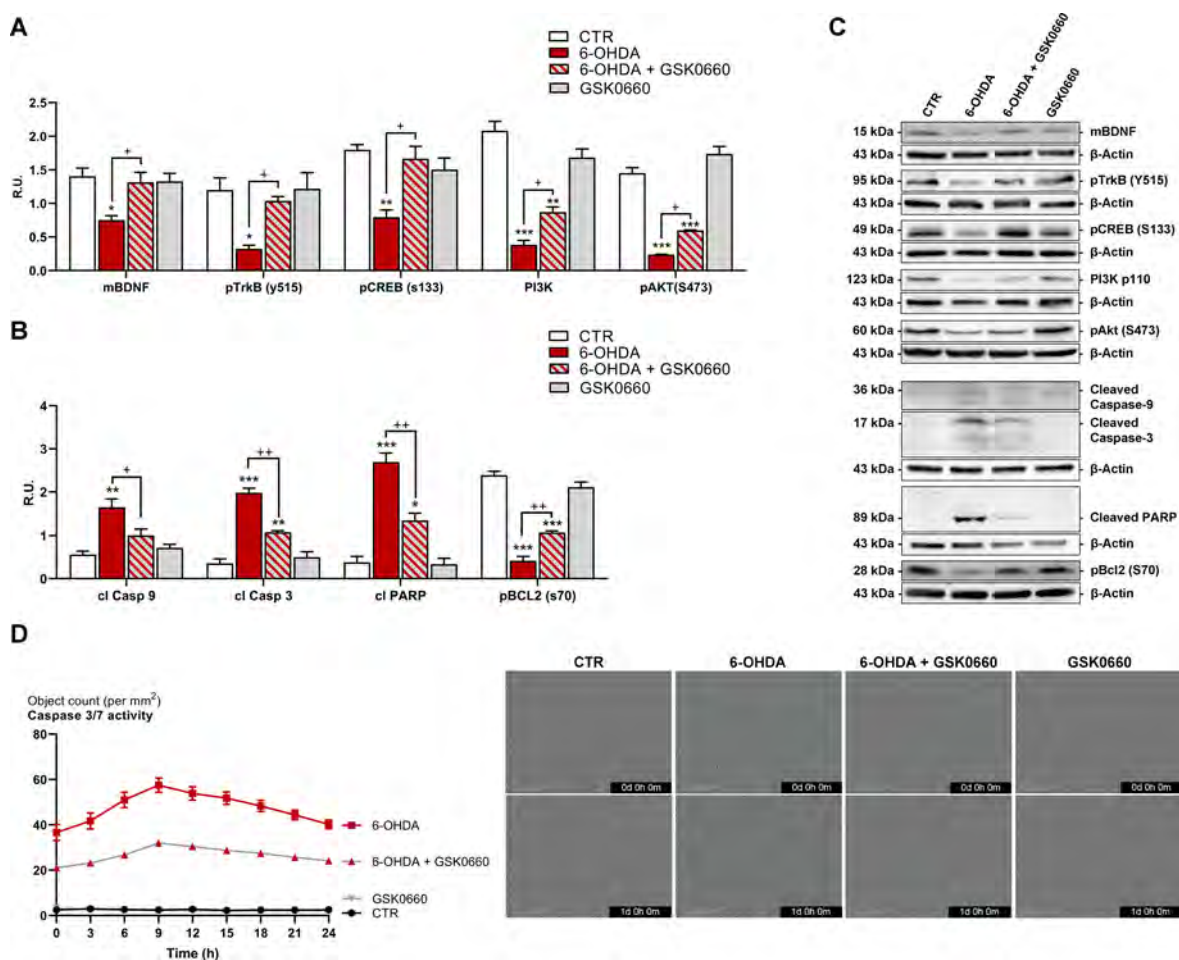 A
CTR
6-OHDA
6-OHDA + GSK0660
GSK0660
R.U.
2.5
2.0
1.5
1.0
0.5
0.0
+
*
+
*
+
**
+
***
**
+
***
***
mBDNF
pTrkB (y515)
pCREB (s133)
PI3K
pAKT(S473)
B
CTR
6-OHDA
6-OHDA + GSK0660
GSK0660
R.U.
4
3
2
1
0
+
**
++
***
**
++
***
*
++
***
***
cl Casp 9
cl Casp 3
cl PARP
pBCL2 (s70)
C
CTR
6-OHDA
6-OHDA + GSK0660
GSK0660
15 kDa mBDNF
43 kDa β-Actin
95 kDa pTrkB (Y515)
43 kDa β-Actin
49 kDa pCREB (S133)
43 kDa β-Actin
123 kDa PI3K p110
43 kDa β-Actin
60 kDa pAkt (S473)
43 kDa β-Actin
36 kDa Cleaved
Caspase-9
17 kDa Cleaved
Caspase-3
43 kDa β-Actin
89 kDa Cleaved PARP
43 kDa β-Actin
28 kDa pBcl2 (S70)
43 kDa β-Actin
D
Object count (per mm²)
Caspase 3/7 activity
80
60
40
20
0
6-OHDA
6-OHDA + GSK0660
GSK0660
CTR
0 3 6 9 12 15 18 21 24
Time (h)
CTR 6-OHDA 6-OHDA + GSK0660 GSK0660
0d 0h 0m 0d 0h 0m 0d 0h 0m 0d 0h 0m
1d 0h 0m 1d 0h 0m 1d 0h 0m 1d 0h 0m